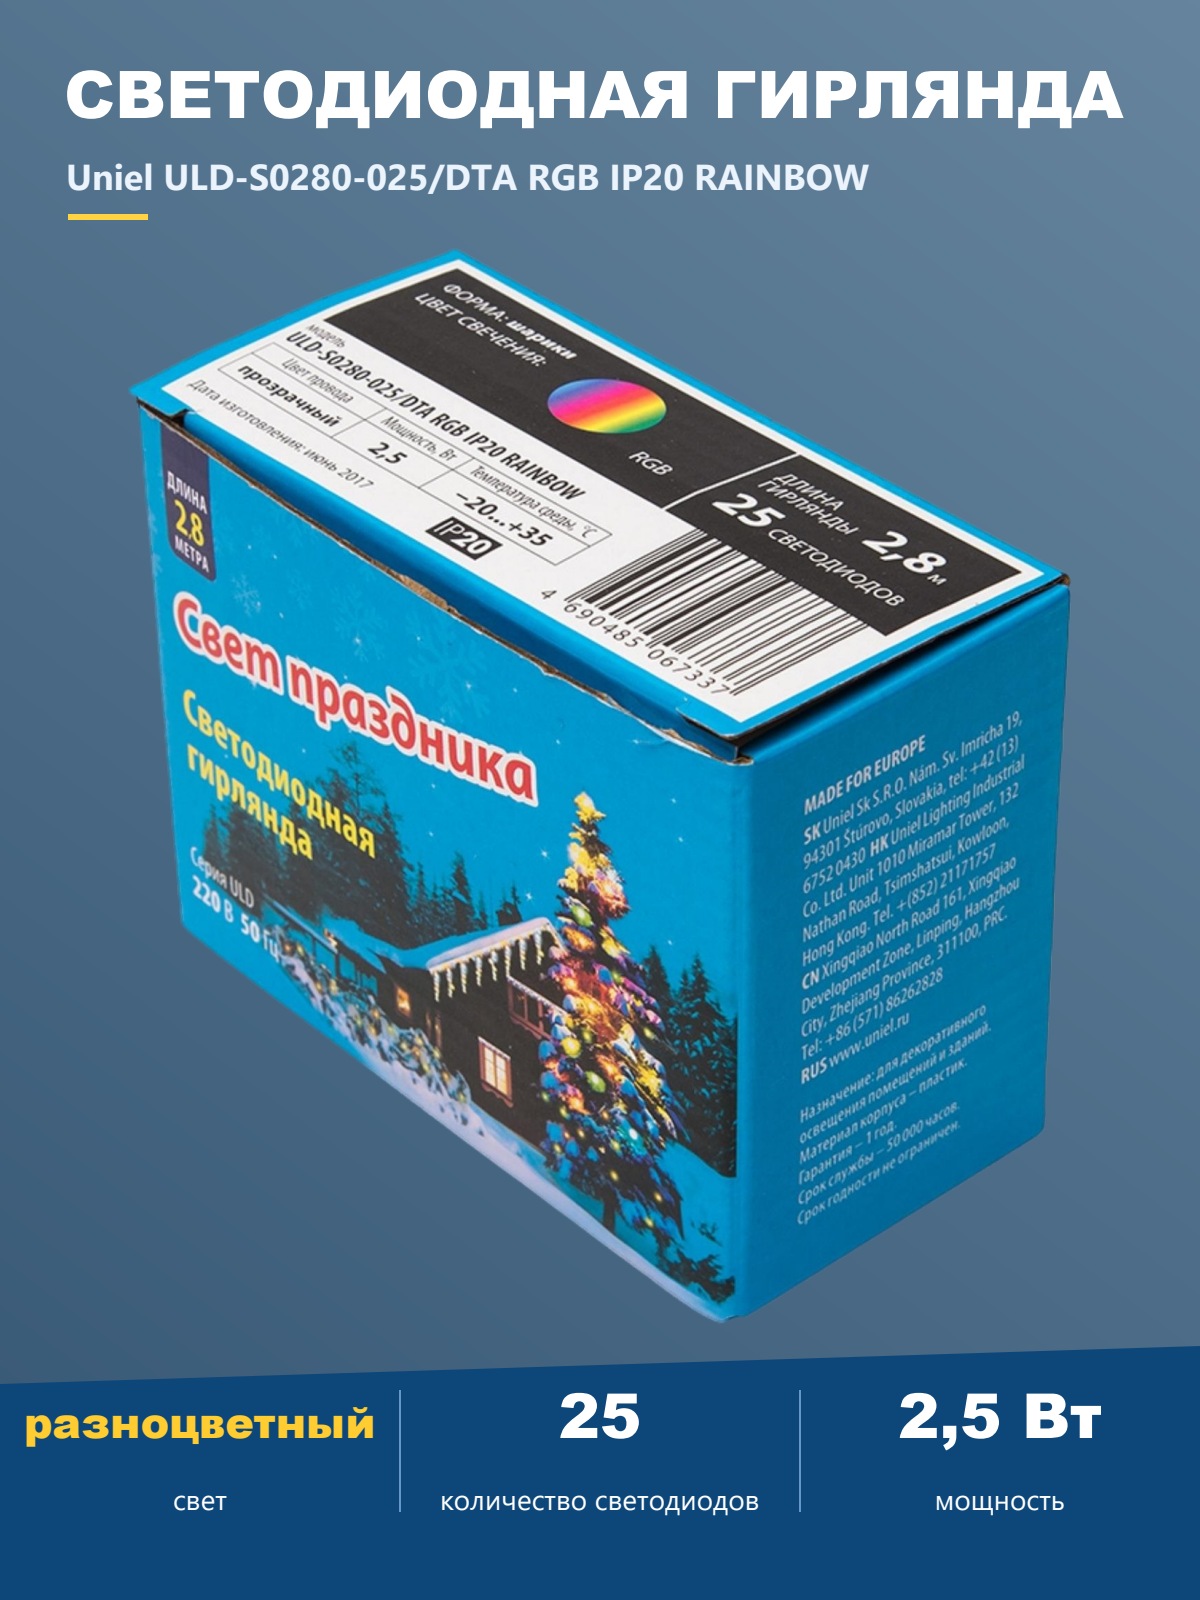 СВЕТОДИОДНАЯ ГИРЛЯНДА
Uniel ULD-S0280-025/DTA RGB IP20 RAINBOW
ФОРМА: шарики
ЦВЕТ СВЕЧЕНИЯ:
RGB
ДЛИНА
ГИРЛЯНДЫ 2,8м
25 СВЕТОДИОДОВ
модель
ULD-S0280-025/DTA RGB IP20 RAINBOW
Цвет провода
прозрачный
Мощность, Вт
2,5
Температура среды, °C
−20...+35
Дата изготовления: июнь 2017
IP20
4 690485 067337
ДЛИНА
2.8
МЕТРА
Свет праздника
Светодиодная
гирлянда
Серия ULD
220 В 50 Гц
MADE FOR EUROPE
SK Uniel Sk S.R.O. Nám. Sv. Imricha 19,
94301 Štúrovo, Slovakia, tel: +42 (13)
6752 0430 HK Uniel Lighting Industrial
Co. Ltd. Unit 1010 Miramar Tower, 132
Nathan Road, Tsimshatsui, Kowloon,
Hong Kong. Tel. +(852) 21171757
CN Xingqiao North Road 161, Xingqiao
Development Zone, Linping, Hangzhou
City, Zhejiang Province, 311100, PRC.
Tel: +86 (571) 86262828
RUS www.uniel.ru
Назначение: для декоративного
освещения помещений и зданий.
Материал корпуса – пластик.
Гарантия – 1 год.
Срок службы – 50 000 часов.
Срок годности не ограничен.
разноцветный
свет
25
количество светодиодов
2,5 Вт
мощность